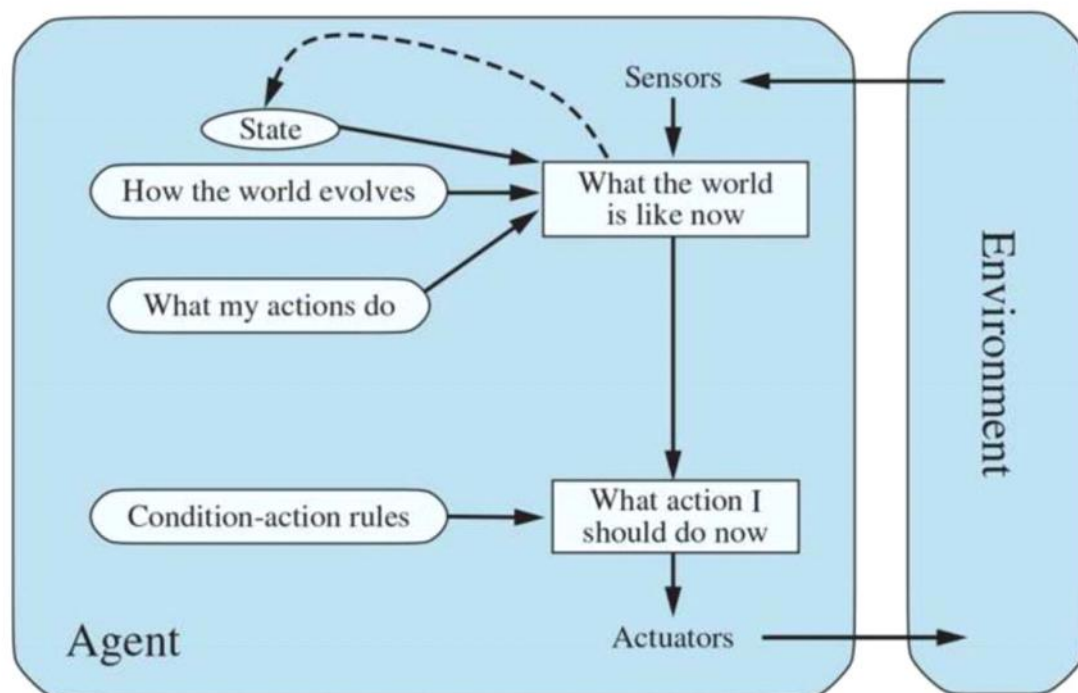 Sensors
State
How the world evolves
What the world
is like now
What my actions do
Environment
Condition-action rules
What action I
should do now
Agent
Actuators